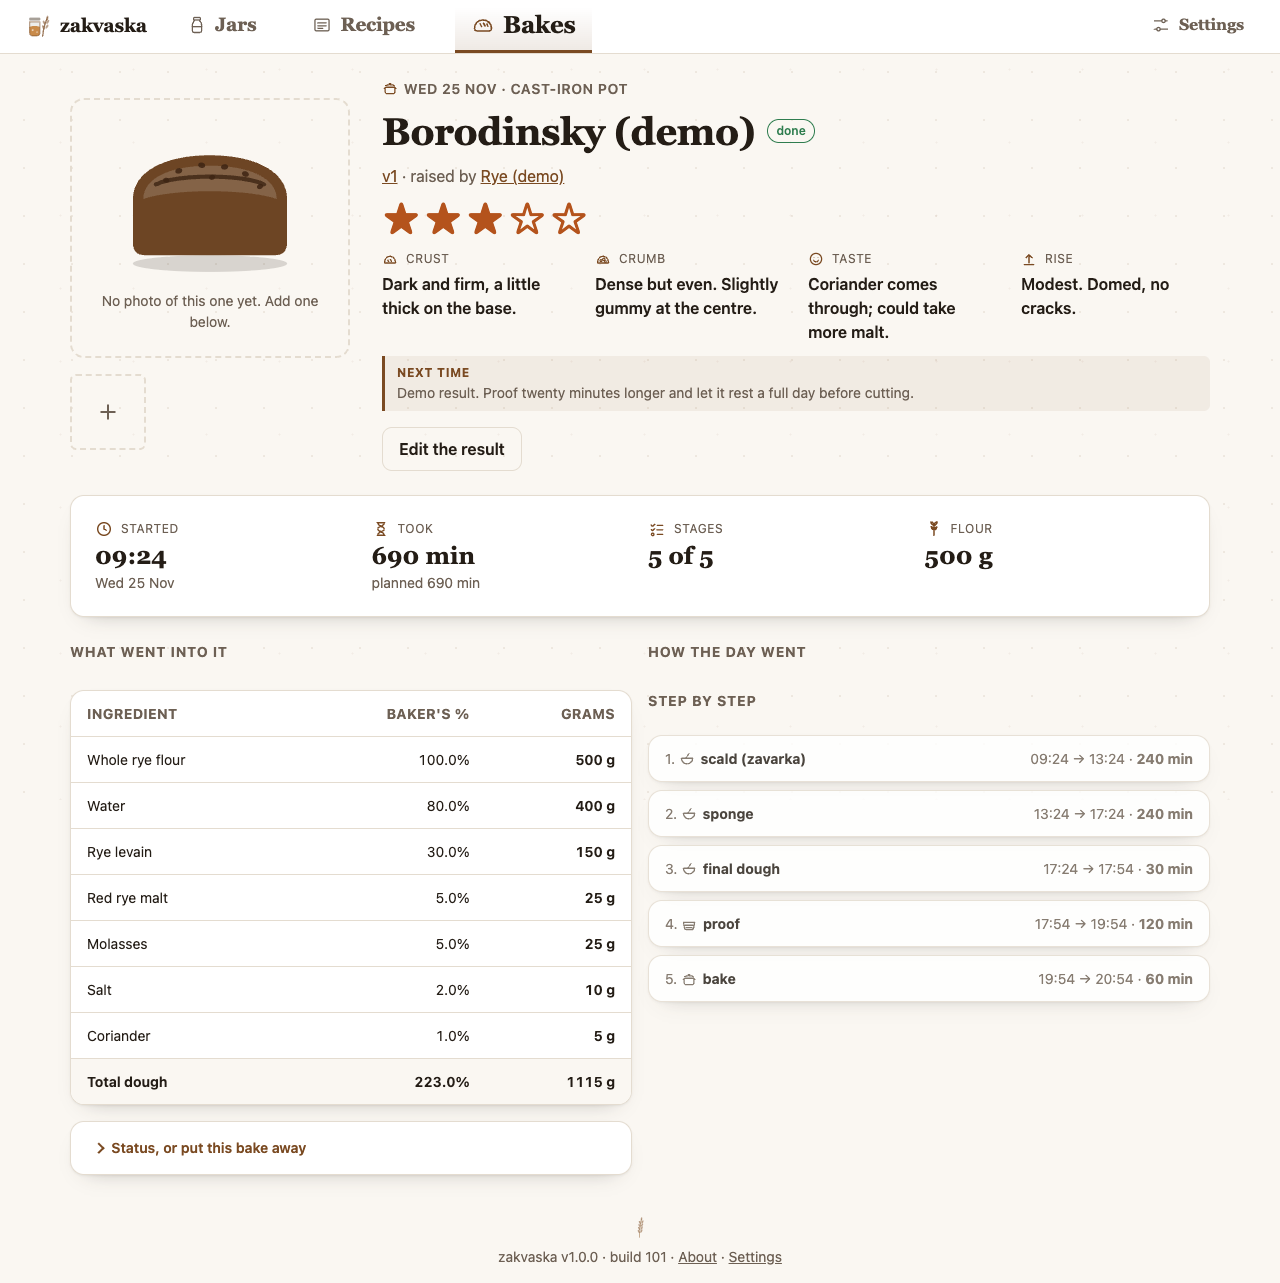 zakvaska
Jars
Recipes
Bakes
Settings
No photo of this one yet. Add one
below.
WED 25 NOV · CAST-IRON POT
Borodinsky (demo)
done
v1 · raised by Rye (demo)
CRUST
Dark and firm, a little
thick on the base.
CRUMB
Dense but even. Slightly
gummy at the centre.
TASTE
Coriander comes
through; could take
more malt.
RISE
Modest. Domed, no
cracks.
NEXT TIME
Demo result. Proof twenty minutes longer and let it rest a full day before cutting.
Edit the result
STARTED
09:24
Wed 25 Nov
TOOK
690 min
planned 690 min
STAGES
5 of 5
FLOUR
500 g
WHAT WENT INTO IT
INGREDIENT BAKER'S % GRAMS
Whole rye flour 100.0% 500 g
Water 80.0% 400 g
Rye levain 30.0% 150 g
Red rye malt 5.0% 25 g
Molasses 5.0% 25 g
Salt 2.0% 10 g
Coriander 1.0% 5 g
Total dough 223.0% 1115 g
Status, or put this bake away
HOW THE DAY WENT
STEP BY STEP
1. scald (zavarka) 09:24 → 13:24 · 240 min
2. sponge 13:24 → 17:24 · 240 min
3. final dough 17:24 → 17:54 · 30 min
4. proof 17:54 → 19:54 · 120 min
5. bake 19:54 → 20:54 · 60 min
zakvaska v1.0.0 · build 101 · About · Settings